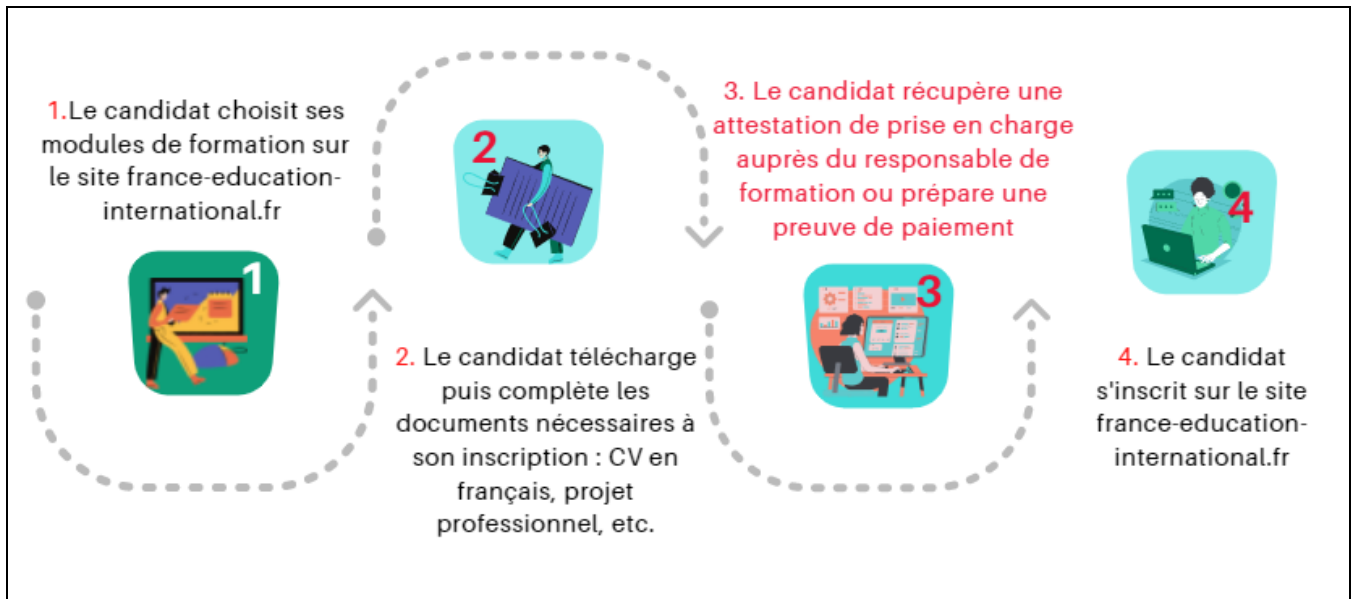 1.Le candidat choisit ses
modules de formation sur
le site france-education-
international.fr
1
2
2. Le candidat télécharge
puis complète les
documents nécessaires à
son inscription : CV en
français, projet
professionnel, etc.
3. Le candidat récupère une
attestation de prise en charge
auprès du responsable de
formation ou prépare une
preuve de paiement
3
4
4. Le candidat
s'inscrit sur le site
france-education-
international.fr